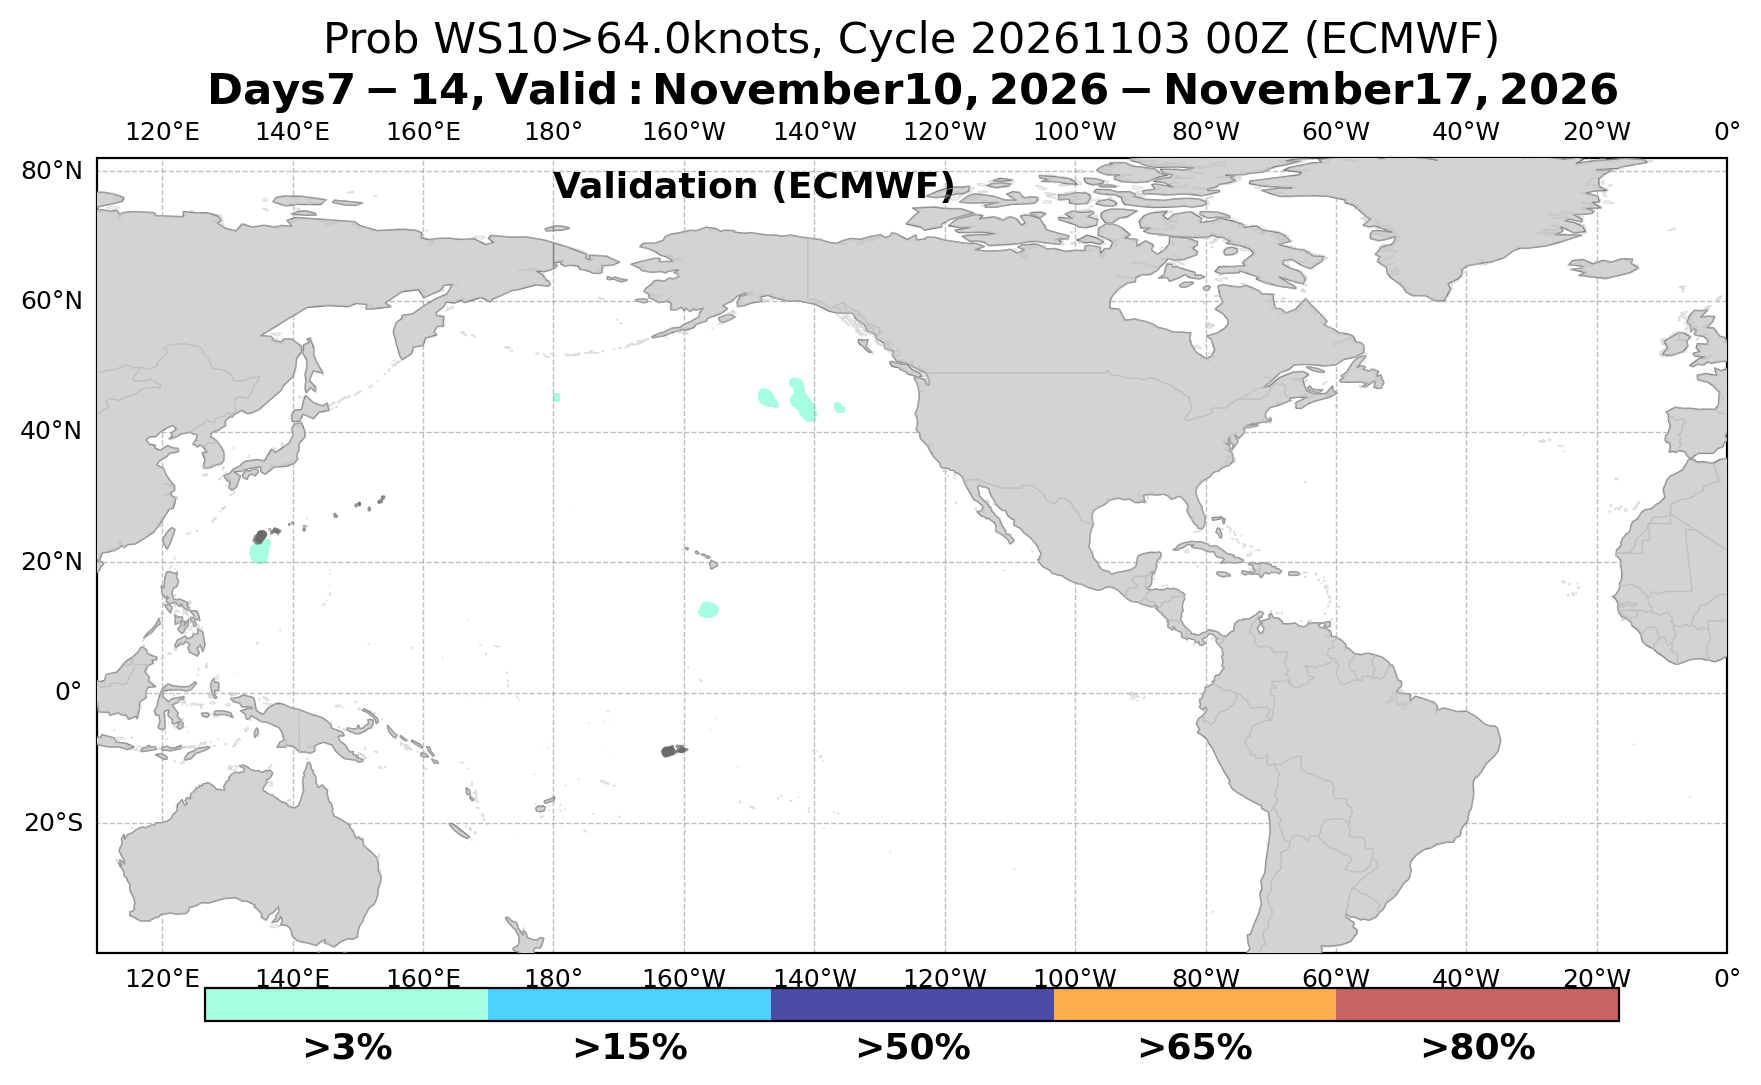 Prob WS10>64.0knots, Cycle 20261103 00Z (ECMWF)
Days7 − 14, Valid : November10, 2026 − November17, 2026
120°E 140°E 160°E 180° 160°W 140°W 120°W 100°W 80°W 60°W 40°W 20°W 0°
80°N
Validation (ECMWF)
60°N
40°N
20°N
0°
20°S
120°E 140°E 160°E 180° 160°W 140°W 120°W 100°W 80°W 60°W 40°W 20°W 0°
>3% >15% >50% >65% >80%